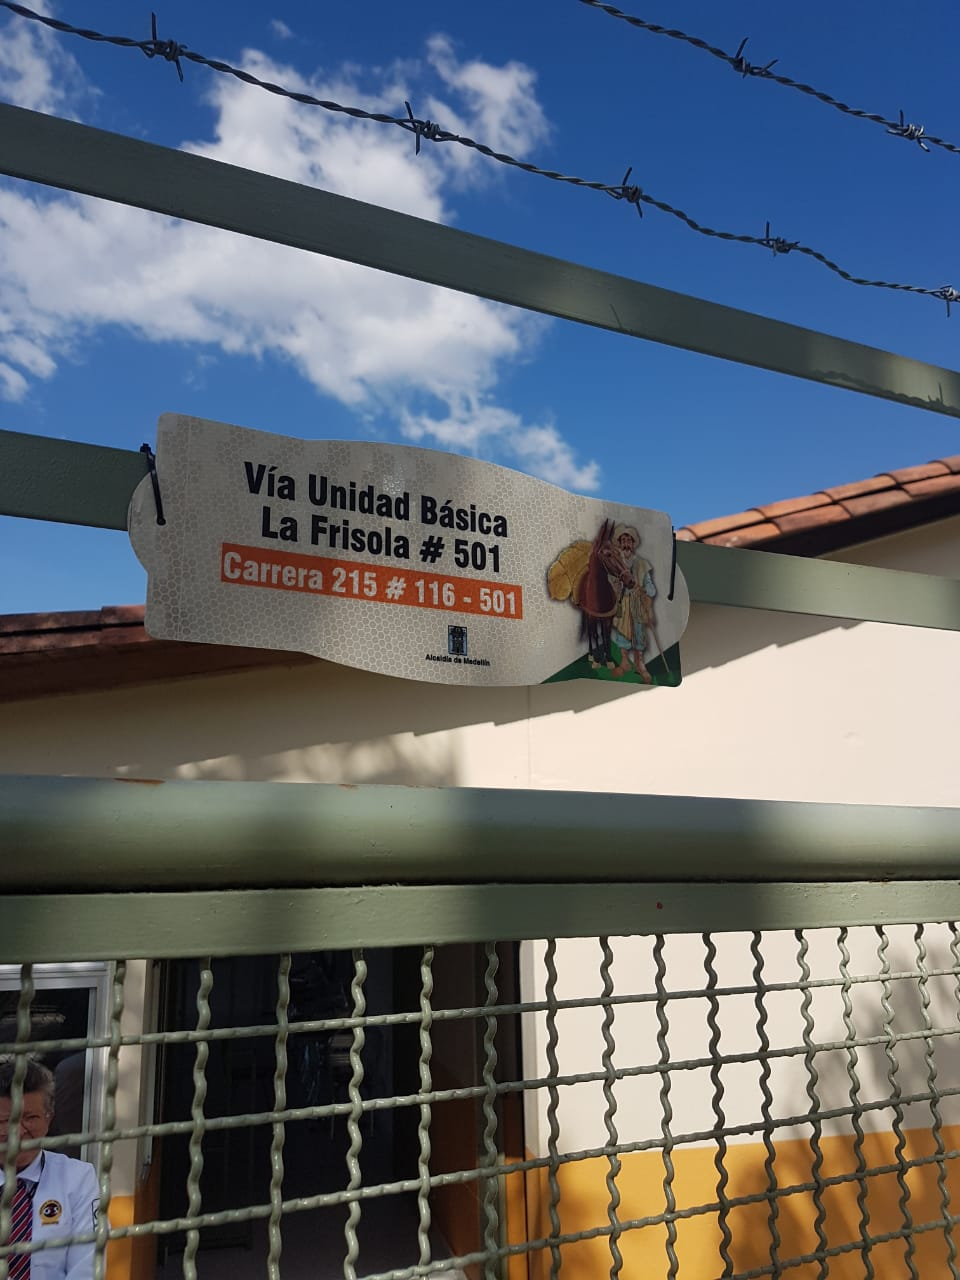 Vía Unidad Básica
La Frisola # 501
Carrera 215 # 116 - 501
Alcaldía de Medellín